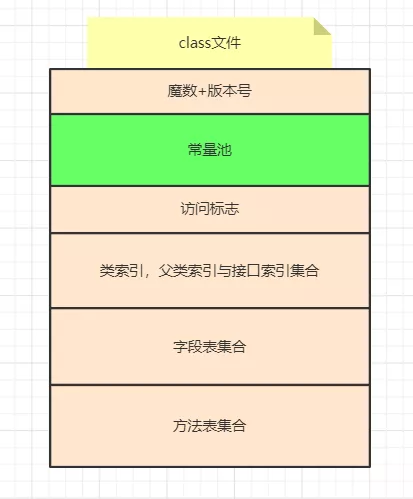 class文件
魔数+版本号
常量池
访问标志
类索引，父类索引与接口索引集合
字段表集合
方法表集合